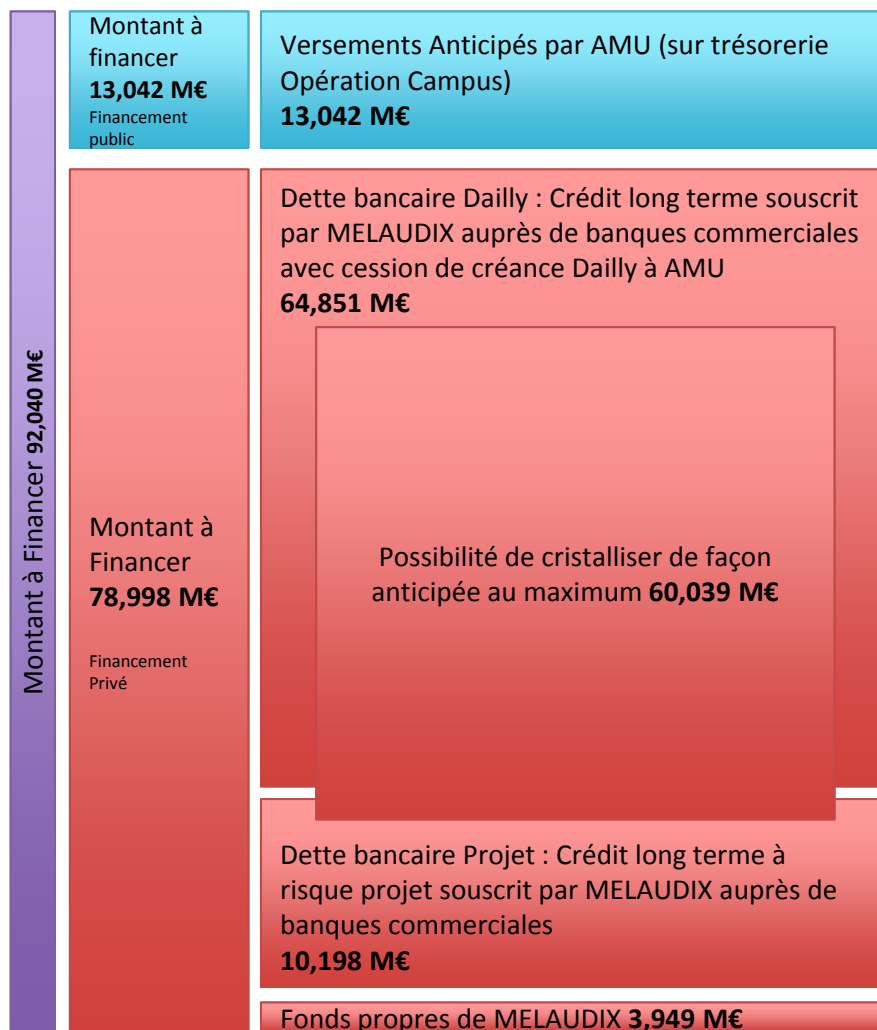 Montant à Financer 92,040 M€
Montant à
financer
13,042 M€
Financement
public
Versements Anticipés par AMU (sur trésorerie
Opération Campus)
13,042 M€
Montant à
Financer
78,998 M€
Financement
Privé
Dette bancaire Dailly : Crédit long terme souscrit
par MELAUDIX auprès de banques commerciales
avec cession de créance Dailly à AMU
64,851 M€
Possibilité de cristalliser de façon
anticipée au maximum 60,039 M€
Dette bancaire Projet : Crédit long terme à
risque projet souscrit par MELAUDIX auprès de
banques commerciales
10,198 M€
Fonds propres de MELAUDIX 3,949 M€